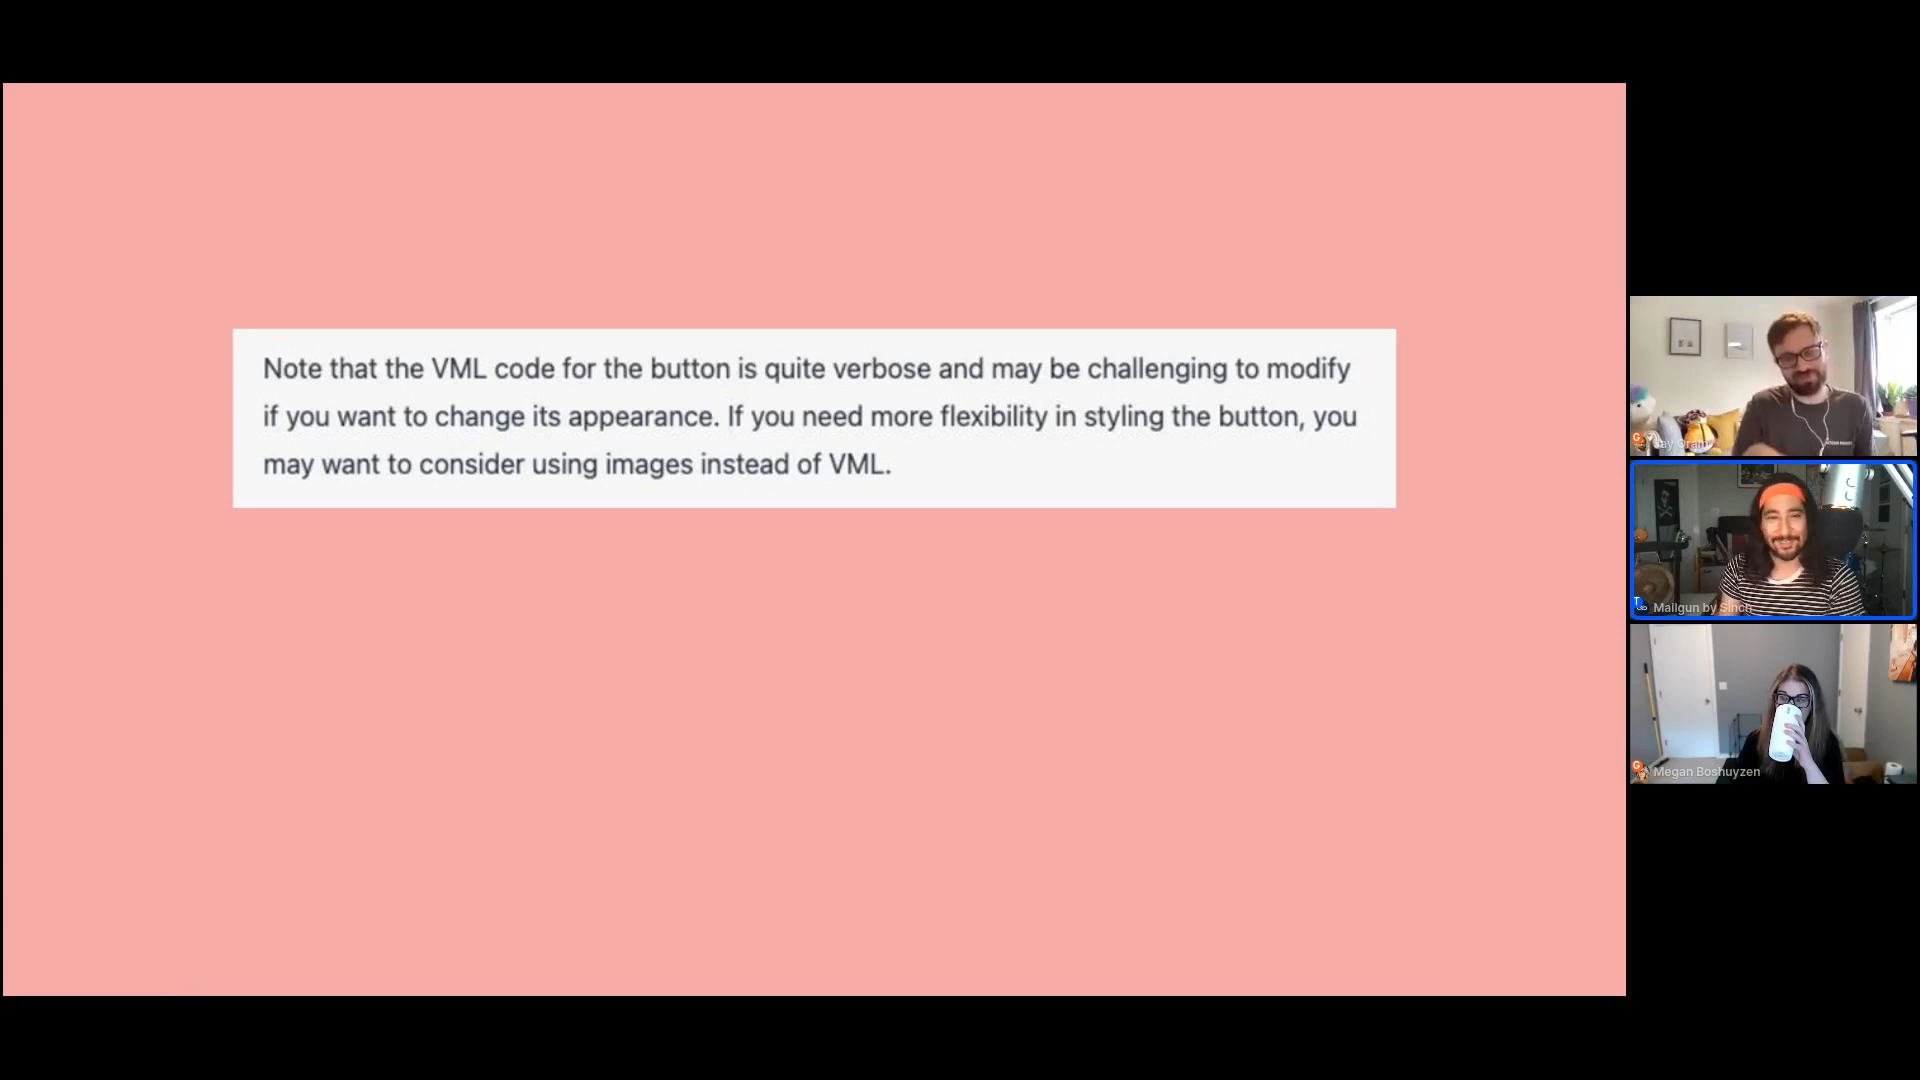 Note that the VML code for the button is quite verbose and may be challenging to modify
if you want to change its appearance. If you need more flexibility in styling the button, you
may want to consider using images instead of VML.
Jay Oram
Mailgun by Sinch
Megan Boshuyzen